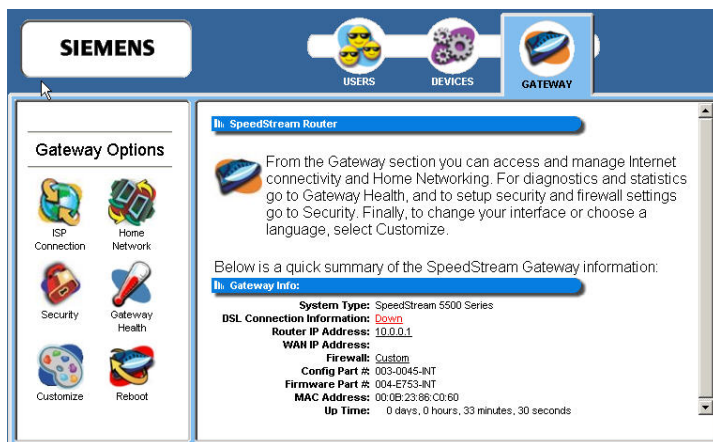 SIEMENS
USERS
DEVICES
GATEWAY
Gateway Options
ISP
Connection
Home
Network
Security
Gateway
Health
Customize
Reboot
SpeedStream Router
From the Gateway section you can access and manage Internet
connectivity and Home Networking. For diagnostics and statistics
go to Gateway Health, and to setup security and firewall settings
go to Security. Finally, to change your interface or choose a
language, select Customize.
Below is a quick summary of the SpeedStream Gateway information:
Gateway Info:
System Type: SpeedStream 5500 Series
DSL Connection Information: Down
Router IP Address: 10.0.0.1
WAN IP Address:
Firewall: Custom
Config Part #: 003-0045-INT
Firmware Part #: 004-E753-INT
MAC Address: 00:0B:23:86:C0:60
Up Time: 0 days, 0 hours, 33 minutes, 30 seconds